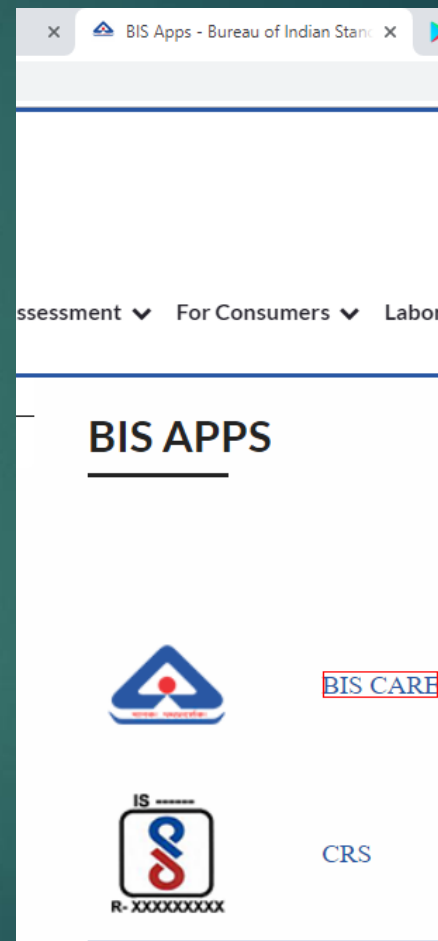 BIS Apps - Bureau of Indian Stan
ssessment For Consumers Labor
BIS APPS
BIS CARE
IS ------
R- XXXXXXXXX
CRS